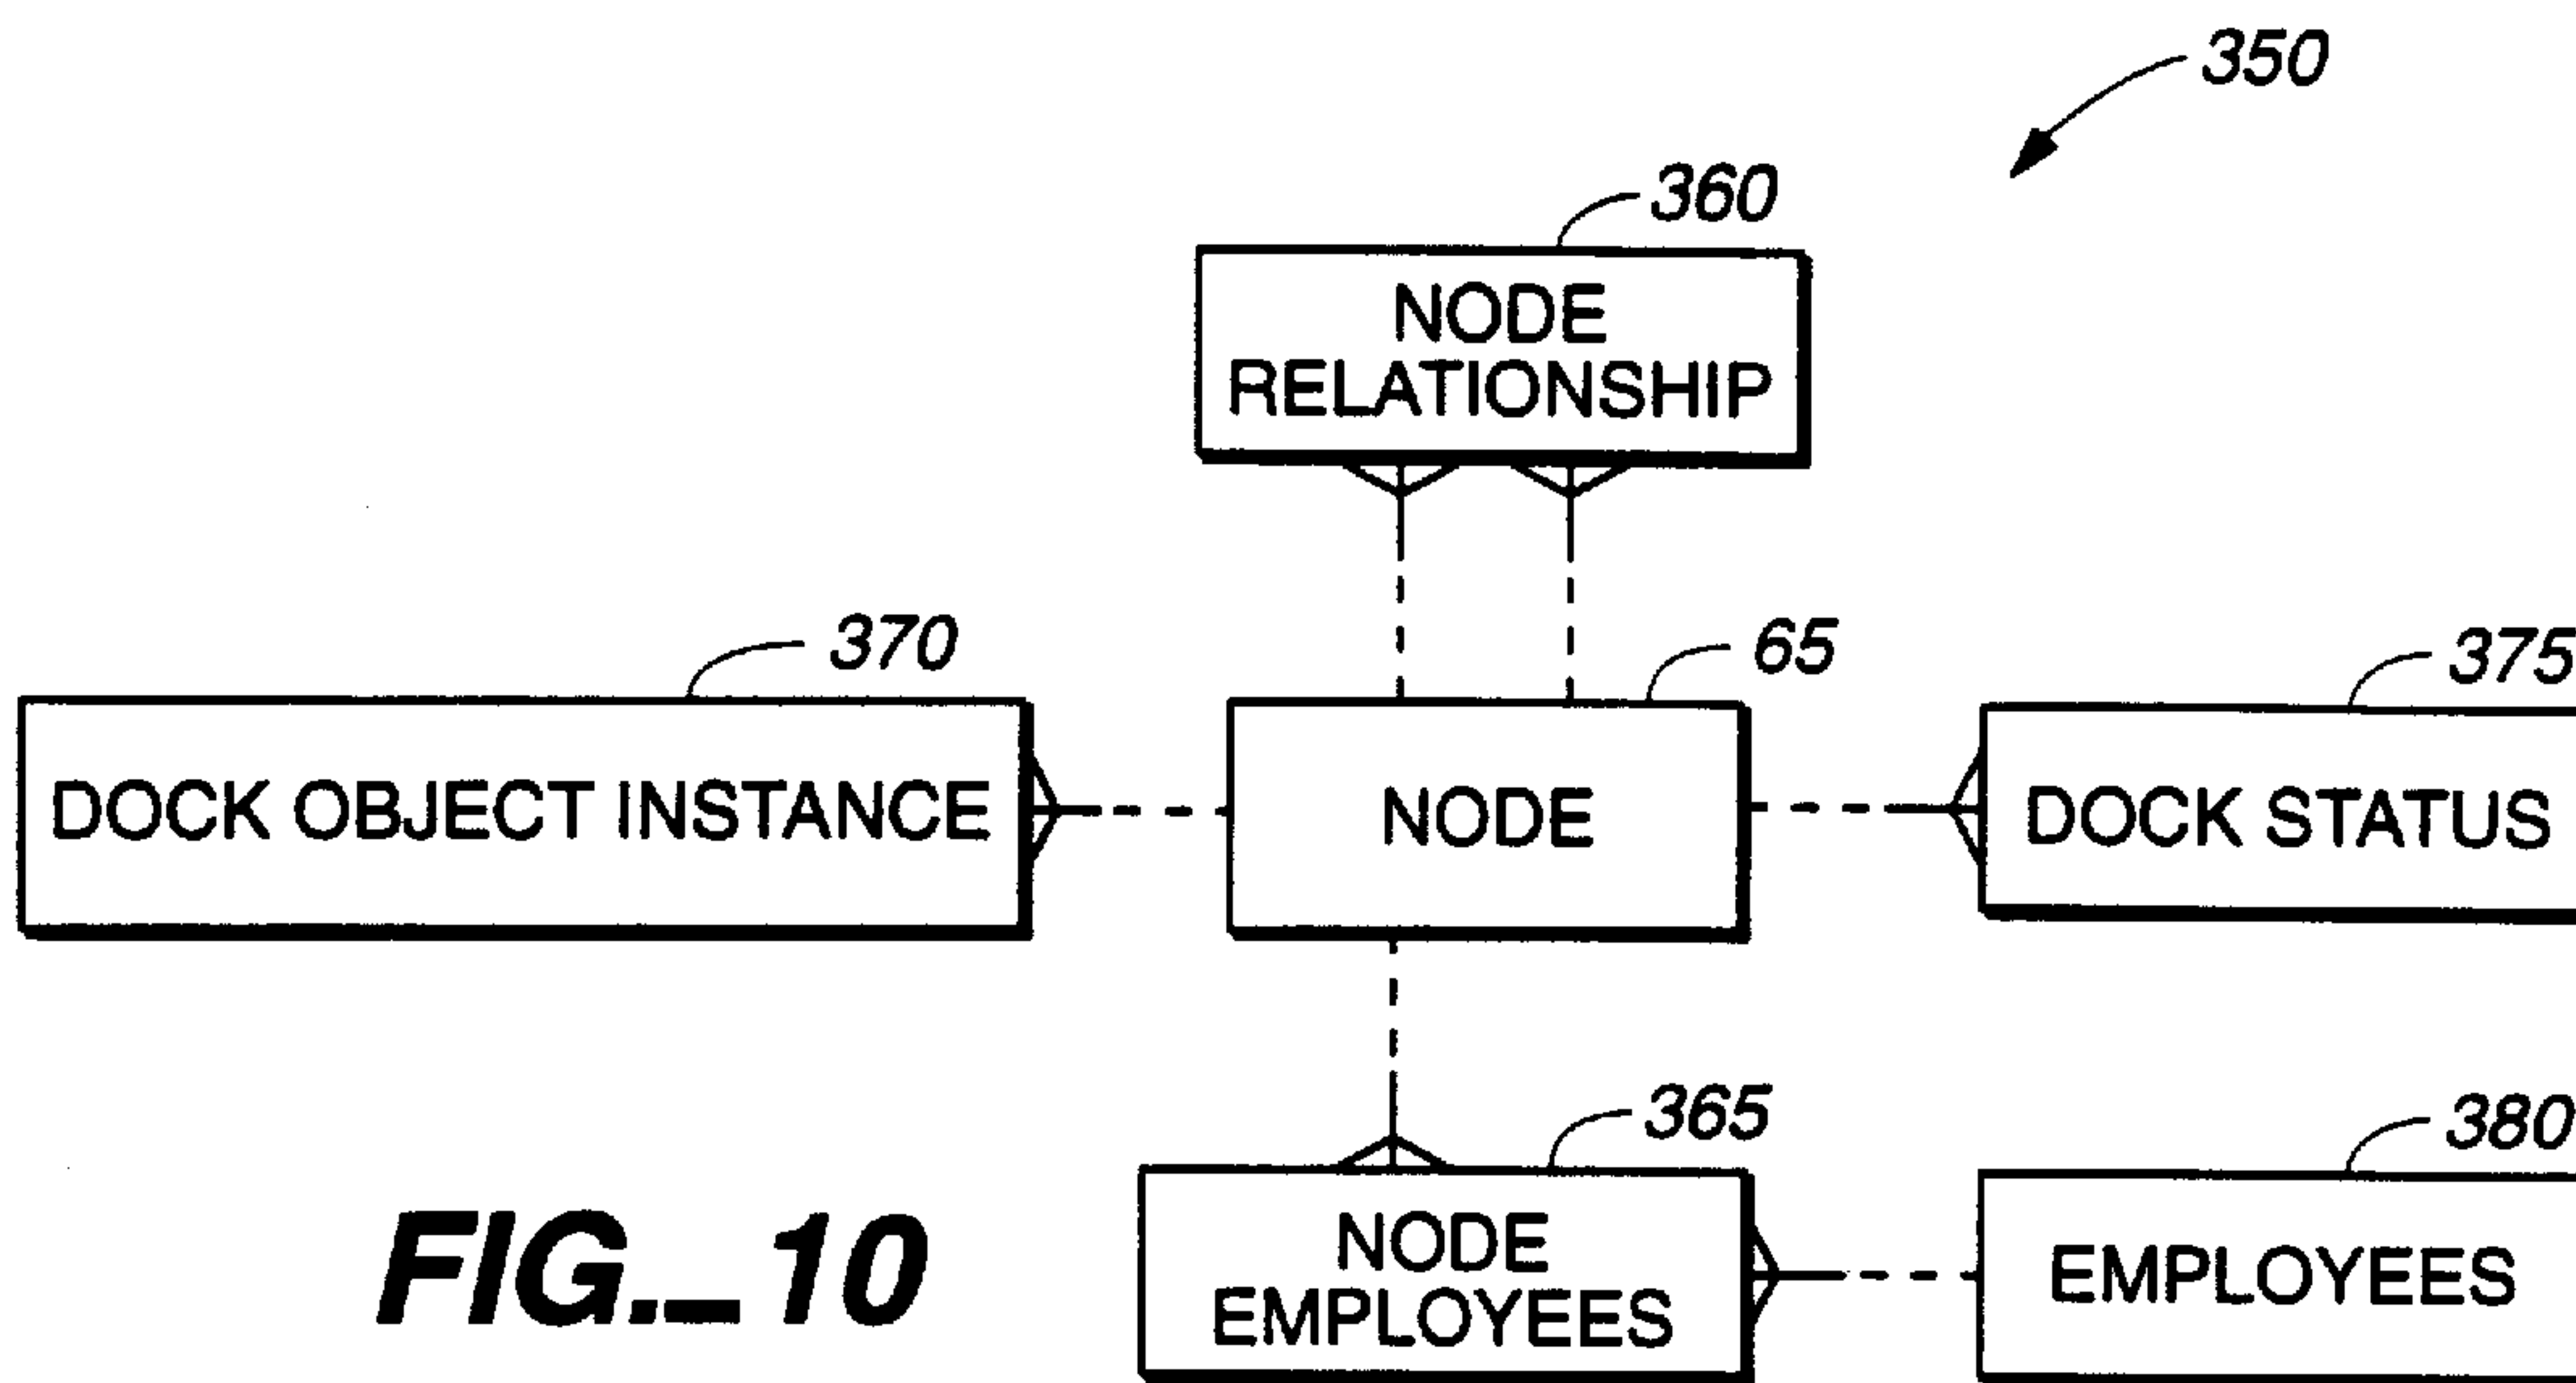 350
360
NODE
RELATIONSHIP
370
65
375
DOCK OBJECT INSTANCE
NODE
DOCK STATUS
365
380
NODE
EMPLOYEES
EMPLOYEES
FIG._10